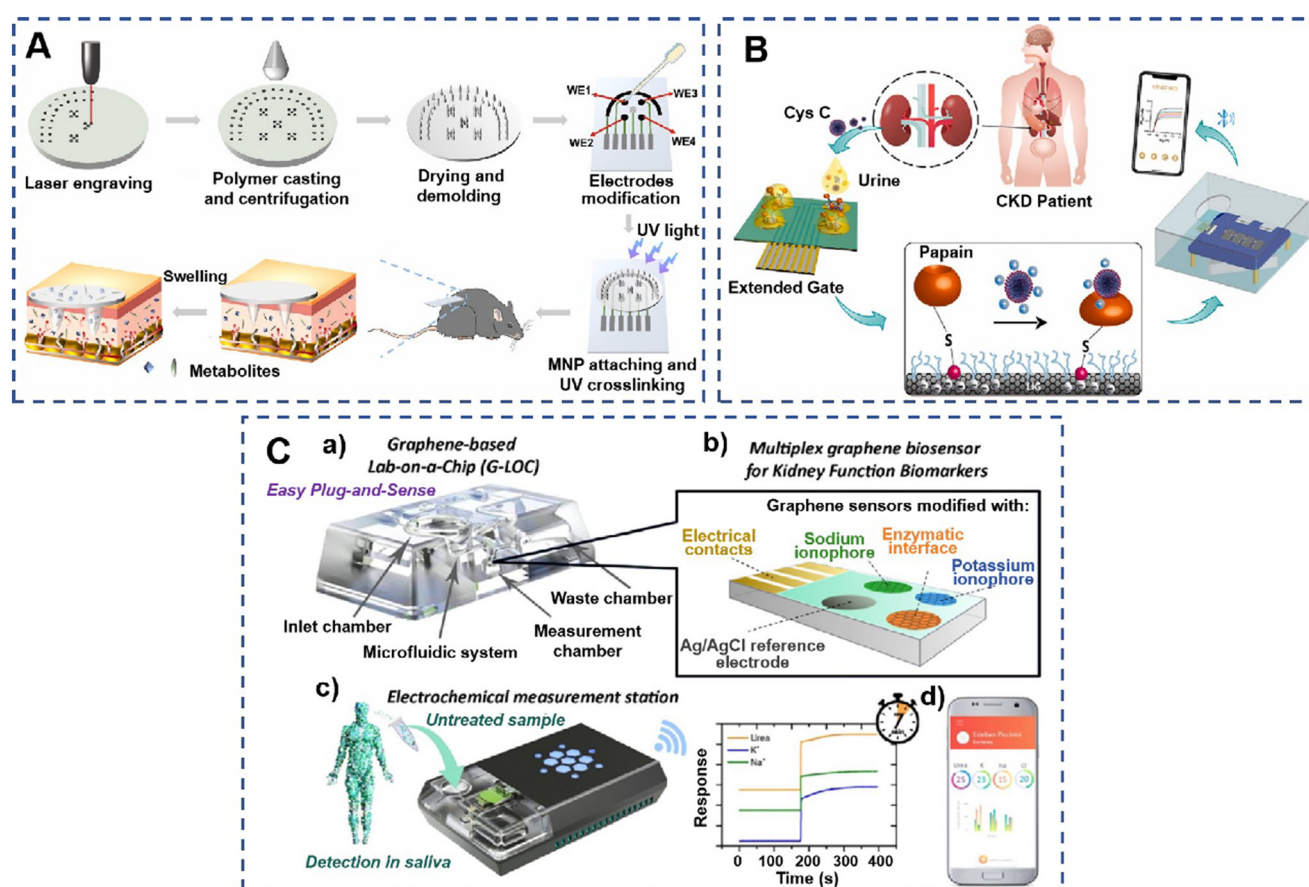 A
Laser engraving
Polymer casting
and centrifugation
Drying and
demolding
WE1
WE3
WE2
WE4
Electrodes
modification
UV light
MNP attaching and
UV crosslinking
Swelling
Metabolites
B
Cys C
Urine
CKD Patient
Extended Gate
Papain
S
S
C
a)
Graphene-based
Lab-on-a-Chip (G-LOC)
Easy Plug-and-Sense
Inlet chamber
Microfluidic system
Measurement
chamber
Waste chamber
b)
Multiplex graphene biosensor
for Kidney Function Biomarkers
Graphene sensors modified with:
Electrical
contacts
Sodium
ionophore
Enzymatic
interface
Potassium
ionophore
Ag/AgCl reference
electrode
c)
Electrochemical measurement station
Untreated sample
Detection in saliva
Urea
K⁺
Na⁺
Response
0 100 200 300 400
Time (s)
min
d)
Urea K Na Cl
25 23 15 20